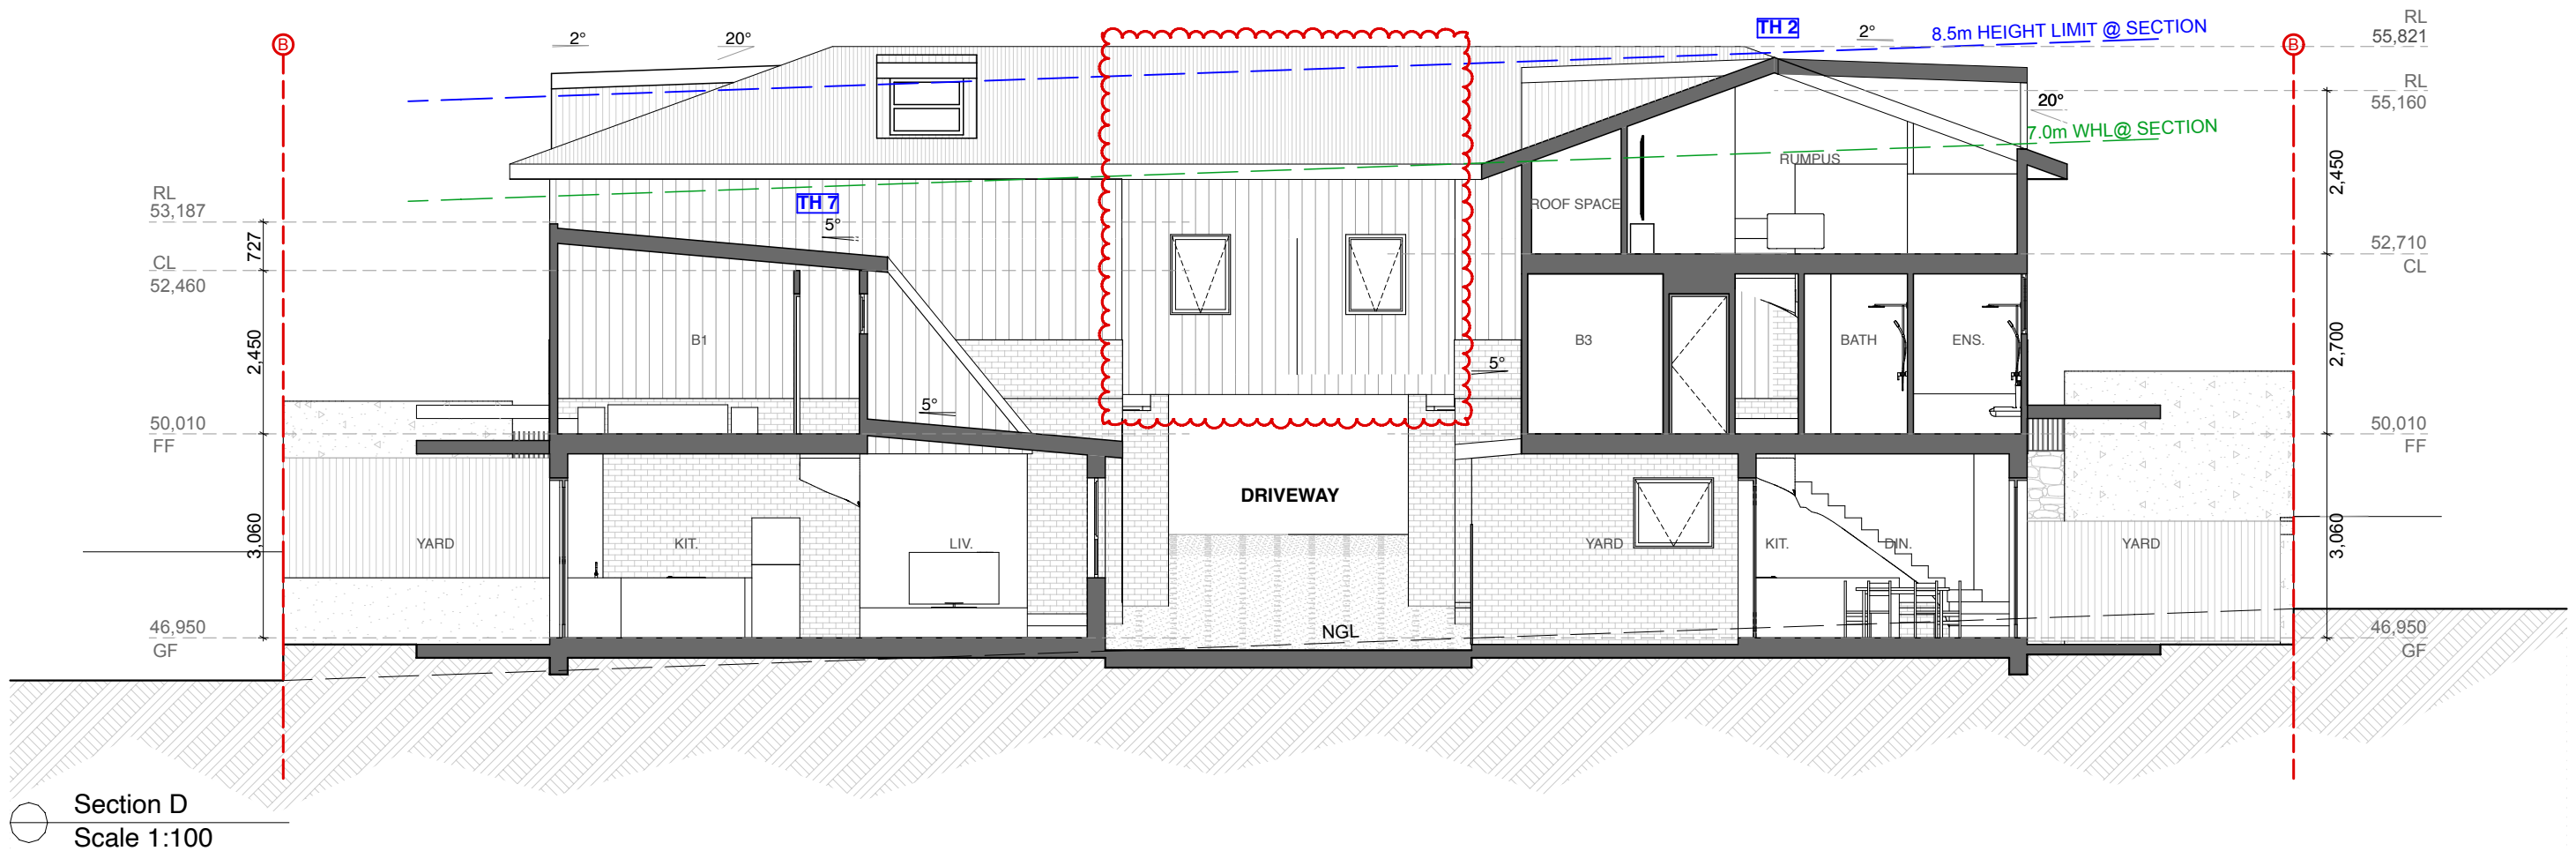 B
2°
20°
TH 2
2°
8.5m HEIGHT LIMIT @ SECTION
RL
55,821
B
RL
55,160
20°
7.0m WHL@ SECTION
RUMPUS
2,450
RL
53,187
TH 7
5°
ROOF SPACE
727
CL
52,460
52,710
CL
2,450
B1
B3
BATH
ENS.
2,700
5°
5°
50,010
FF
50,010
FF
DRIVEWAY
3,060
YARD
KIT.
LIV.
YARD
KIT.
DIN.
YARD
3,060
46,950
GF
NGL
46,950
GF
Section D
Scale 1:100